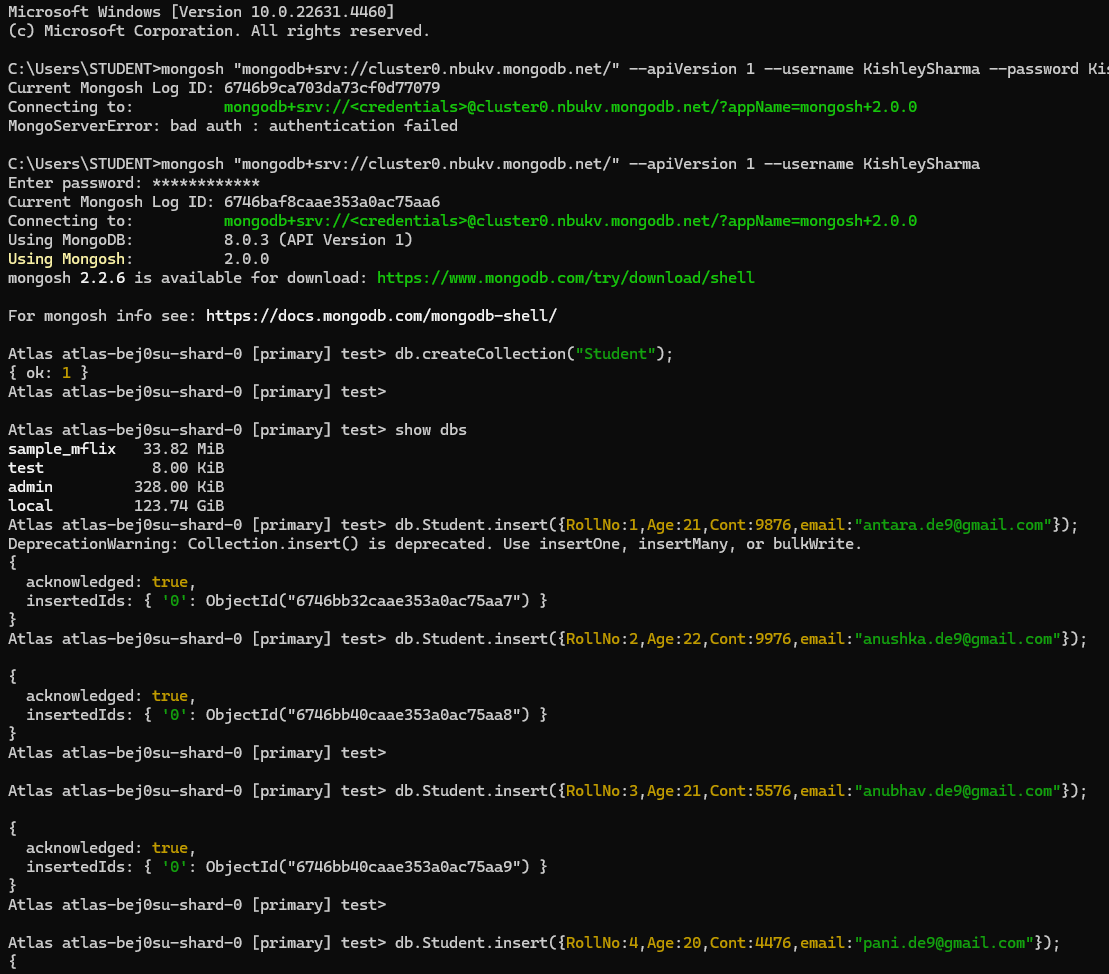 Microsoft Windows [Version 10.0.22631.4460]
(c) Microsoft Corporation. All rights reserved.
C:\Users\STUDENT>mongosh "mongodb+srv://cluster0.nbukv.mongodb.net/" --apiVersion 1 --username KishleySharma --password Kis
Current Mongosh Log ID: 6746b9ca703da73cf0d77079
Connecting to: mongodb+srv://<credentials>@cluster0.nbukv.mongodb.net/?appName=mongosh+2.0.0
MongoServerError: bad auth : authentication failed
C:\Users\STUDENT>mongosh "mongodb+srv://cluster0.nbukv.mongodb.net/" --apiVersion 1 --username KishleySharma
Enter password: ************
Current Mongosh Log ID: 6746baf8caae353a0ac75aa6
Connecting to: mongodb+srv://<credentials>@cluster0.nbukv.mongodb.net/?appName=mongosh+2.0.0
Using MongoDB: 8.0.3 (API Version 1)
Using Mongosh: 2.0.0
mongosh 2.2.6 is available for download: https://www.mongodb.com/try/download/shell
For mongosh info see: https://docs.mongodb.com/mongodb-shell/
Atlas atlas-bej0su-shard-0 [primary] test> db.createCollection("Student");
{ ok: 1 }
Atlas atlas-bej0su-shard-0 [primary] test>
Atlas atlas-bej0su-shard-0 [primary] test> show dbs
sample_mflix 33.82 MiB
test 8.00 KiB
admin 328.00 KiB
local 123.74 GiB
Atlas atlas-bej0su-shard-0 [primary] test> db.Student.insert({RollNo:1,Age:21,Cont:9876,email:"antara.de9@gmail.com"});
DeprecationWarning: Collection.insert() is deprecated. Use insertOne, insertMany, or bulkWrite.
{
acknowledged: true,
insertedIds: { '0': ObjectId("6746bb32caae353a0ac75aa7") }
}
Atlas atlas-bej0su-shard-0 [primary] test> db.Student.insert({RollNo:2,Age:22,Cont:9976,email:"anushka.de9@gmail.com"});
{
acknowledged: true,
insertedIds: { '0': ObjectId("6746bb40caae353a0ac75aa8") }
}
Atlas atlas-bej0su-shard-0 [primary] test>
Atlas atlas-bej0su-shard-0 [primary] test> db.Student.insert({RollNo:3,Age:21,Cont:5576,email:"anubhav.de9@gmail.com"});
{
acknowledged: true,
insertedIds: { '0': ObjectId("6746bb40caae353a0ac75aa9") }
}
Atlas atlas-bej0su-shard-0 [primary] test>
Atlas atlas-bej0su-shard-0 [primary] test> db.Student.insert({RollNo:4,Age:20,Cont:4476,email:"pani.de9@gmail.com"});
{